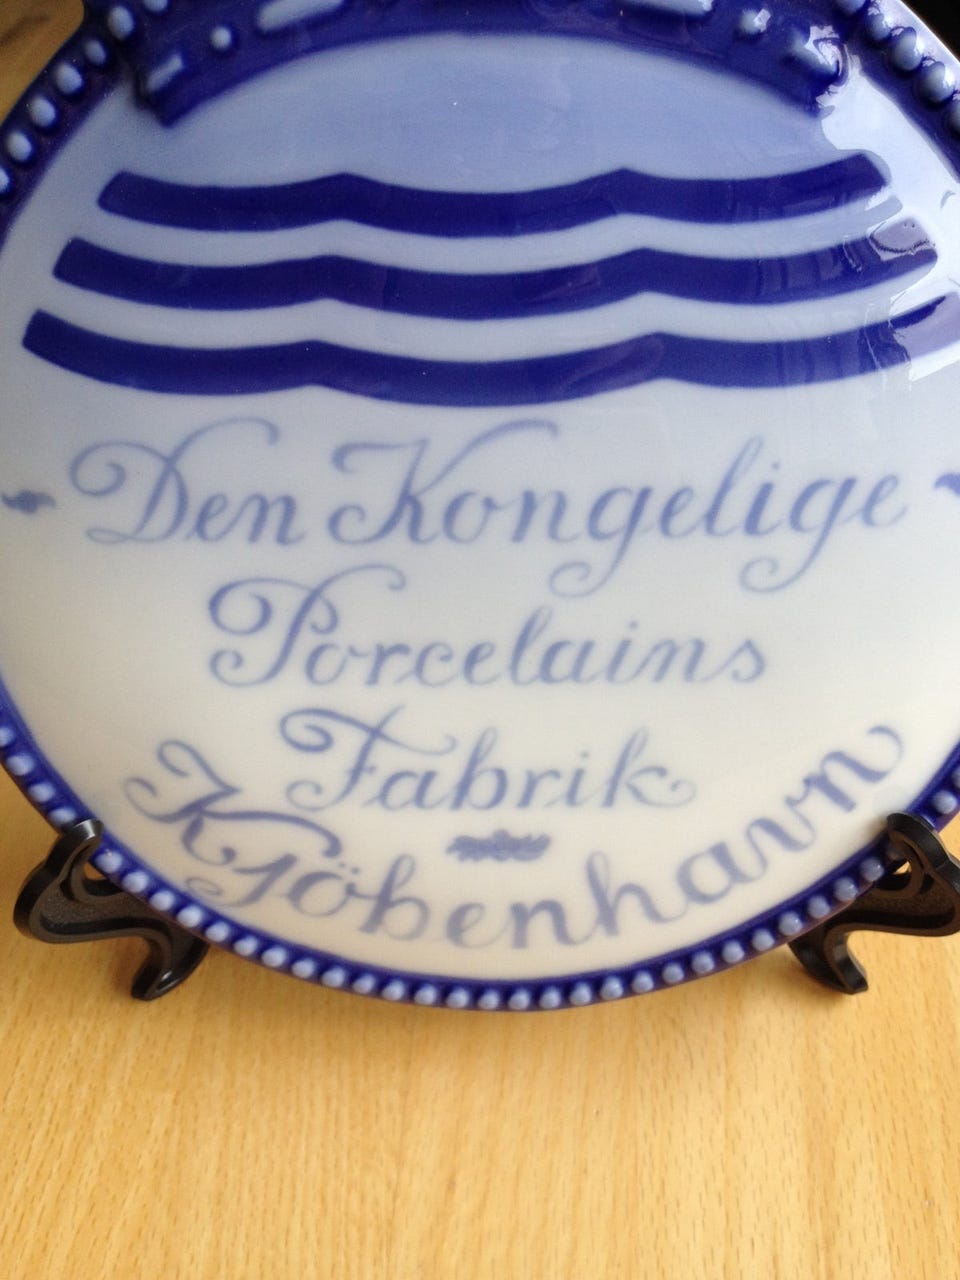 Den Kongelige
Porcelains
Fabrik
Kjöbenhavn